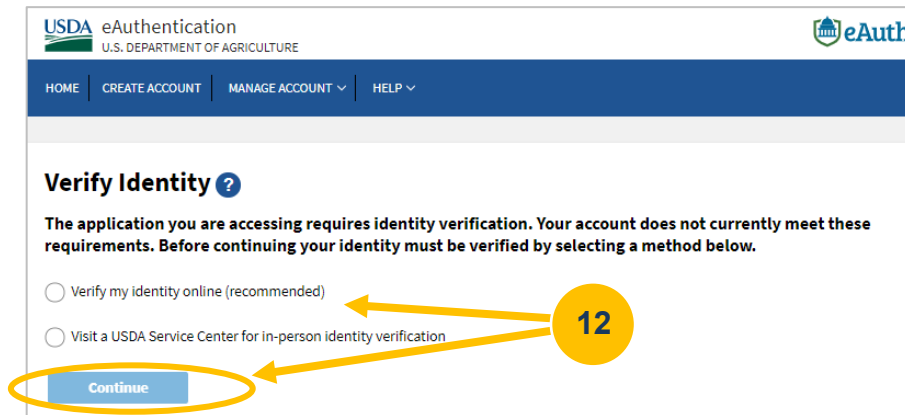 USDA eAuthentication
U.S. DEPARTMENT OF AGRICULTURE
eAuth
HOME CREATE ACCOUNT MANAGE ACCOUNT HELP
Verify Identity ?
The application you are accessing requires identity verification. Your account does not currently meet these
requirements. Before continuing your identity must be verified by selecting a method below.
Verify my identity online (recommended)
12
Visit a USDA Service Center for in-person identity verification
Continue